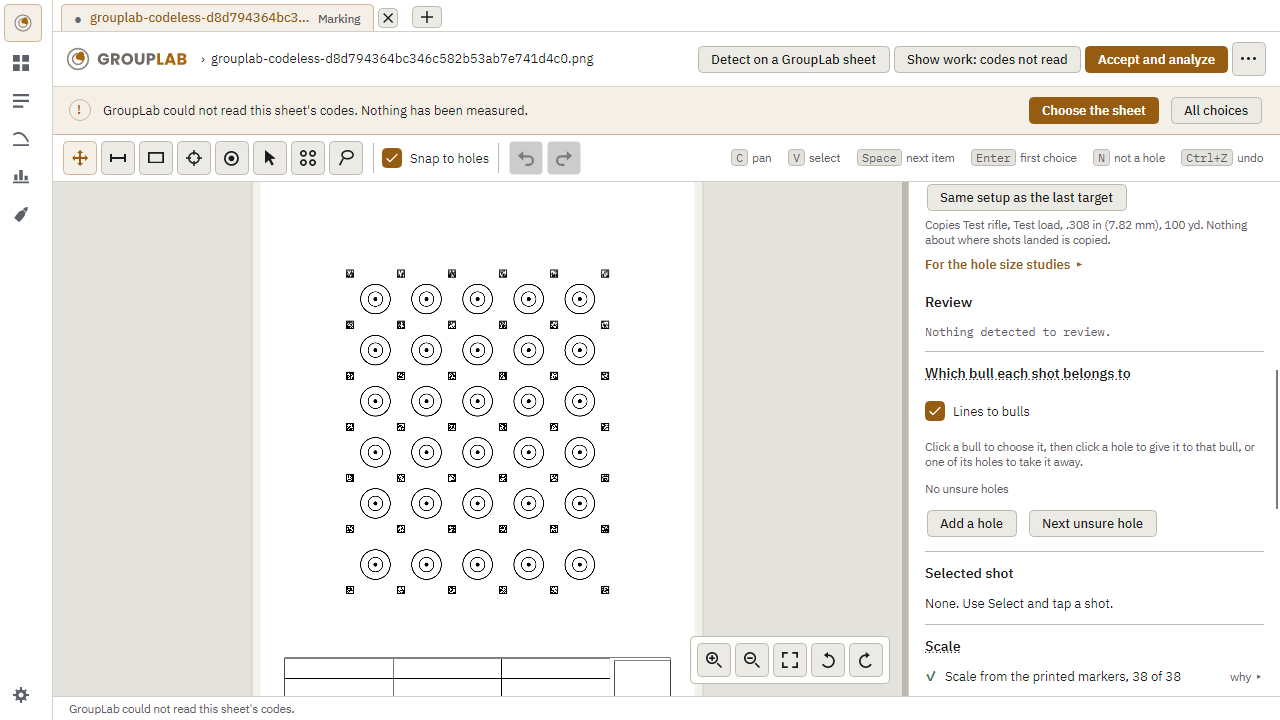 grouplab-codeless-d8d794364bc3... Marking
GROUPLAB › grouplab-codeless-d8d794364bc346c582b53ab7e741d4c0.png
Detect on a GroupLab sheet
Show work: codes not read
Accept and analyze
GroupLab could not read this sheet's codes. Nothing has been measured.
Choose the sheet
All choices
Snap to holes
C pan
V select
Space next item
Enter first choice
N not a hole
Ctrl+Z undo
Same setup as the last target
Copies Test rifle, Test load, .308 in (7.82 mm), 100 yd. Nothing
about where shots landed is copied.
For the hole size studies
Review
Nothing detected to review.
Which bull each shot belongs to
Lines to bulls
Click a bull to choose it, then click a hole to give it to that bull, or
one of its holes to take it away.
No unsure holes
Add a hole
Next unsure hole
Selected shot
None. Use Select and tap a shot.
Scale
Scale from the printed markers, 38 of 38
why
GroupLab could not read this sheet's codes.